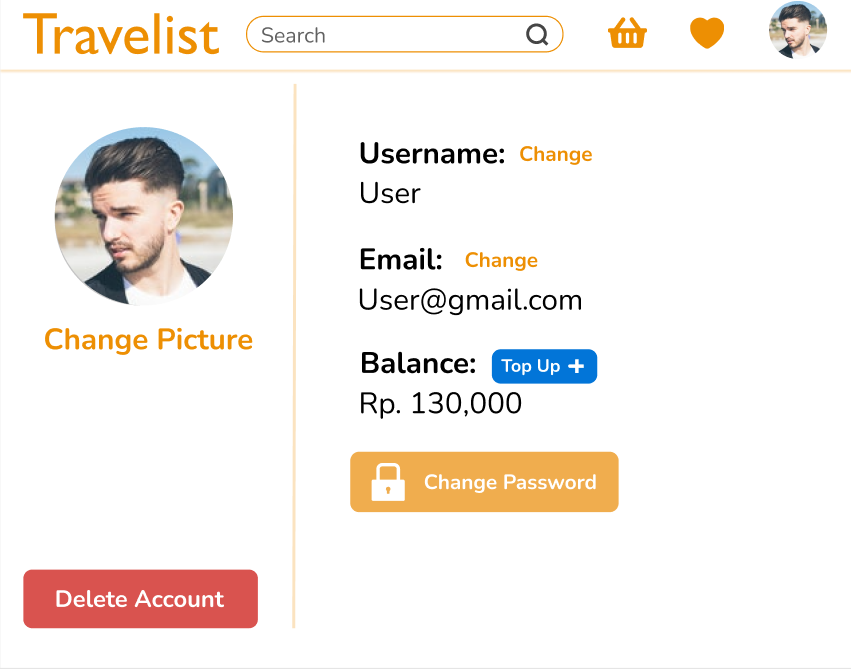 Travelist
Search
Change Picture
Delete Account
Username: Change
User
Email: Change
User@gmail.com
Balance: Top Up +
Rp. 130,000
Change Password